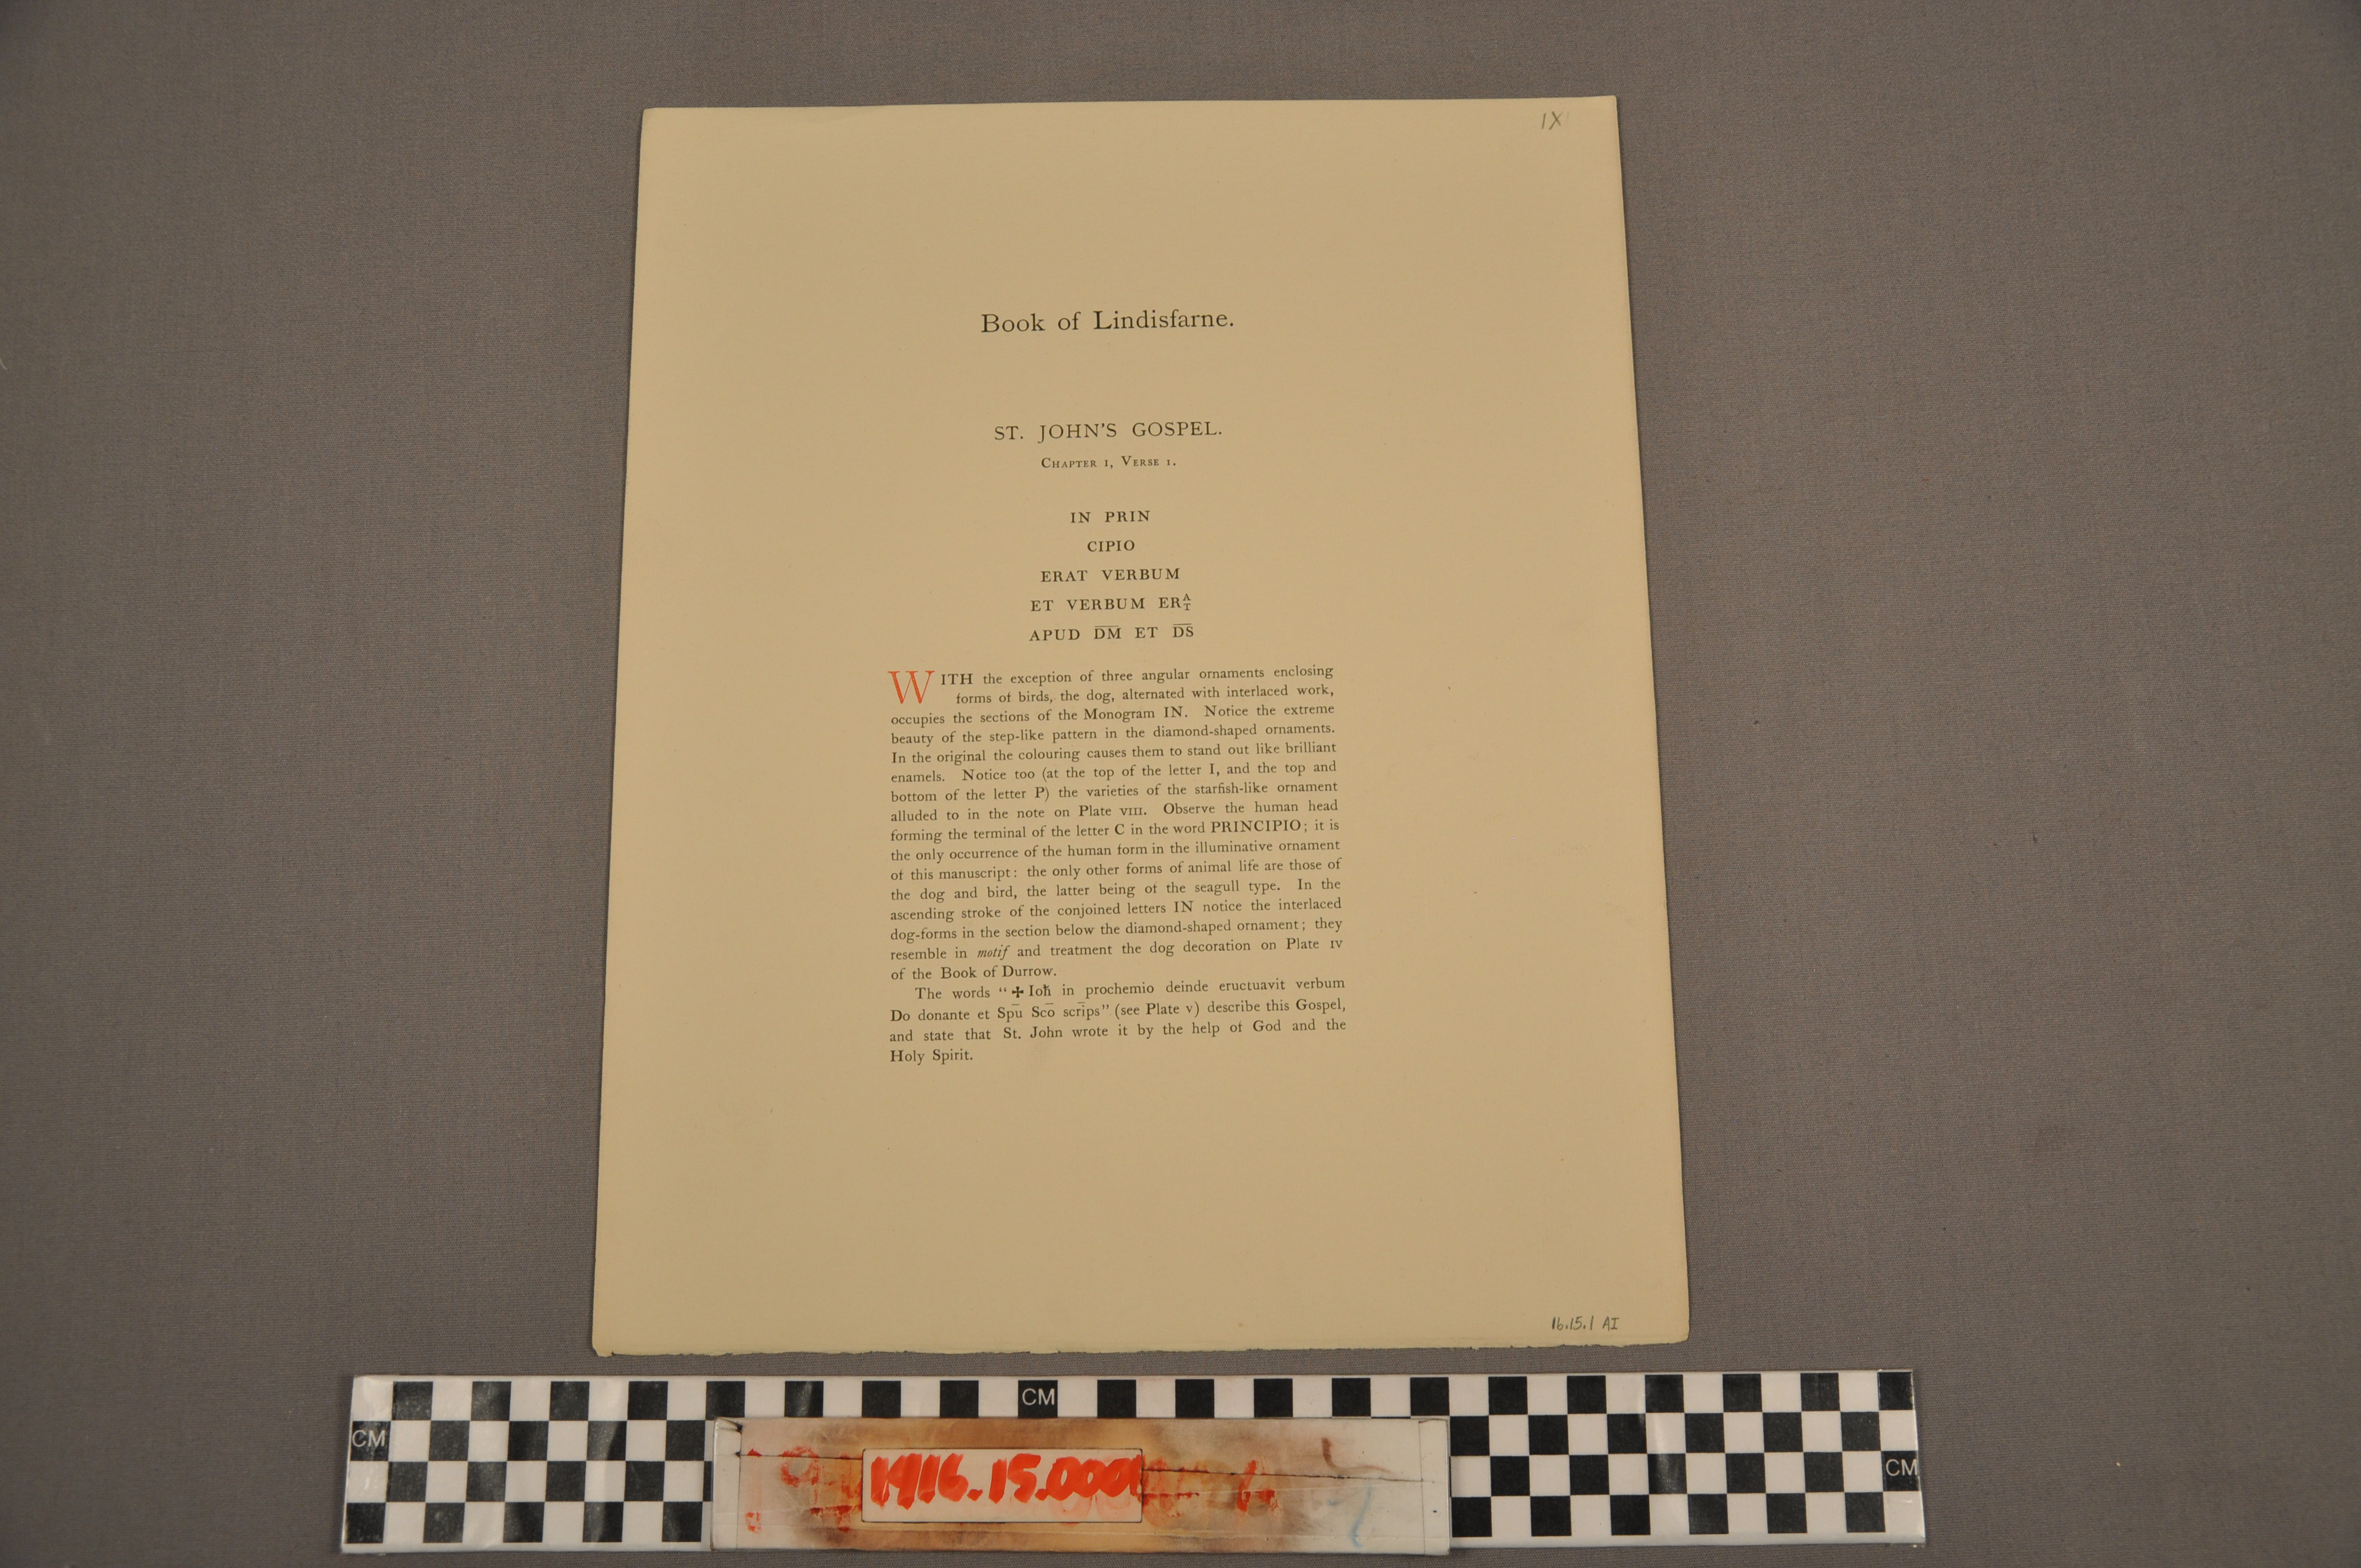 IX
Book of Lindisfarne.
ST. JOHN'S GOSPEL.
Chapter I, Verse I.
IN PRIN
CIPIO
ERAT VERBUM
ET VERBUM ERAT
APUD D̅M̅ ET D̅S̅
WITH the exception of three angular ornaments enclosing
forms of birds, the dog, alternated with interlaced work,
occupies the sections of the Monogram IN. Notice the extreme
beauty of the step-like pattern in the diamond-shaped ornaments.
In the original the colouring causes them to stand out like brilliant
enamels. Notice too (at the top of the letter I, and the top and
bottom of the letter P) the varieties of the starfish-like ornament
alluded to in the note on Plate VIII. Observe the human head
forming the terminal of the letter C in the word PRINCIPIO; it is
the only occurrence of the human form in the illuminative ornament
of this manuscript: the only other forms of animal life are those of
the dog and bird, the latter being of the seagull type. In the
ascending stroke of the conjoined letters IN notice the interlaced
dog-forms in the section below the diamond-shaped ornament; they
resemble in motif and treatment the dog decoration on Plate IV
of the Book of Durrow.
The words "✠Ioħ in prochemio deinde eructuavit verbum
Do donante et Spū Scō scr̄ips" (see Plate V) describe this Gospel,
and state that St. John wrote it by the help of God and the
Holy Spirit.
16.15.1 AI
CM
CM
CM
1916.15.0001